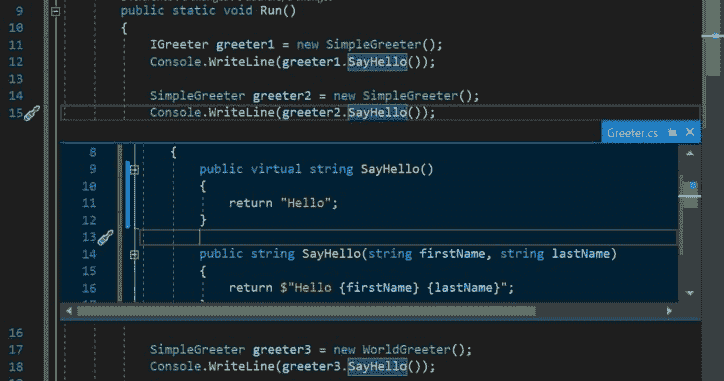 9 public static void Run()
10 {
11 IGreeter greeter1 = new SimpleGreeter();
12 Console.WriteLine(greeter1.SayHello());
13
14 SimpleGreeter greeter2 = new SimpleGreeter();
15 Console.WriteLine(greeter2.SayHello());
Greeter.cs
8 {
9 public virtual string SayHello()
10 {
11 return "Hello";
12 }
13
14 public string SayHello(string firstName, string lastName)
15 {
16 return $"Hello {firstName} {lastName}";
16
17 SimpleGreeter greeter3 = new WorldGreeter();
18 Console.WriteLine(greeter3.SayHello());